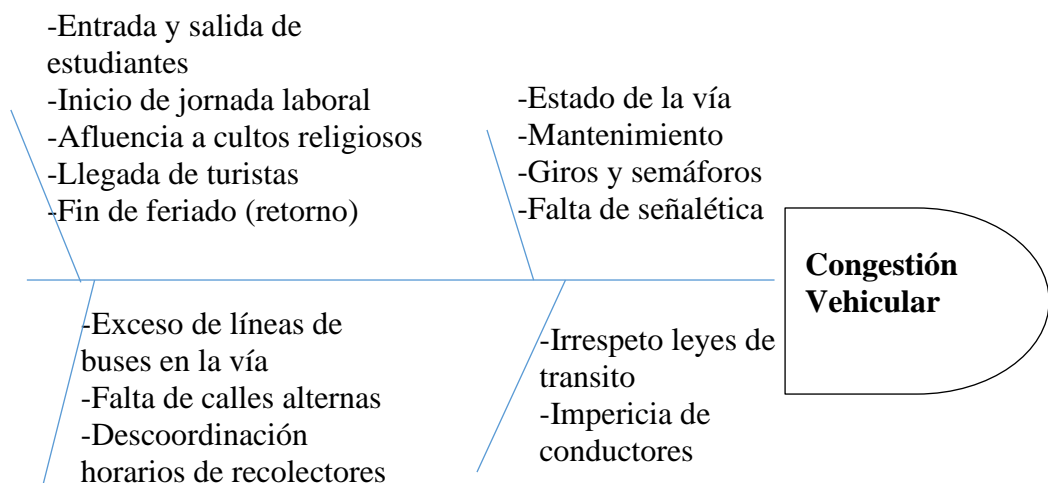 -Entrada y salida de
estudiantes
-Inicio de jornada laboral
-Afluencia a cultos religiosos
-Llegada de turistas
-Fin de feriado (retorno)
-Estado de la vía
-Mantenimiento
-Giros y semáforos
-Falta de señalética
Congestión
Vehicular
-Exceso de líneas de
buses en la vía
-Falta de calles alternas
-Descoordinación
horarios de recolectores
-Irrespeto leyes de
transito
-Impericia de
conductores